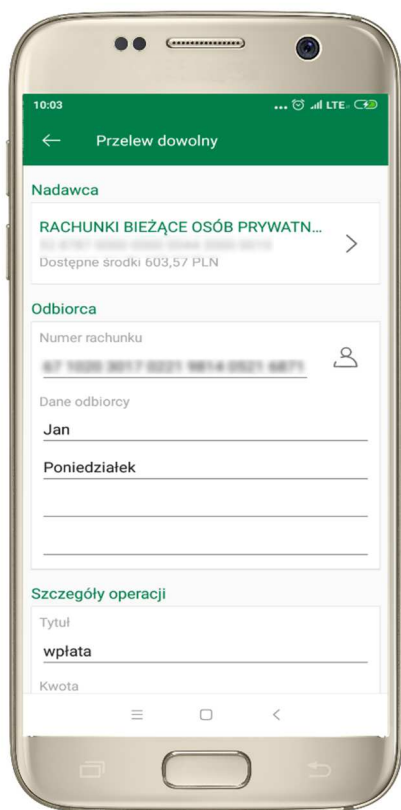 10:03
... LTE
Przelew dowolny
Nadawca
RACHUNKI BIEŻĄCE OSÓB PRYWATN...
Dostępne środki 603,57 PLN
Odbiorca
Numer rachunku
Dane odbiorcy
Jan
Poniedziałek
Szczegóły operacji
Tytuł
wpłata
Kwota